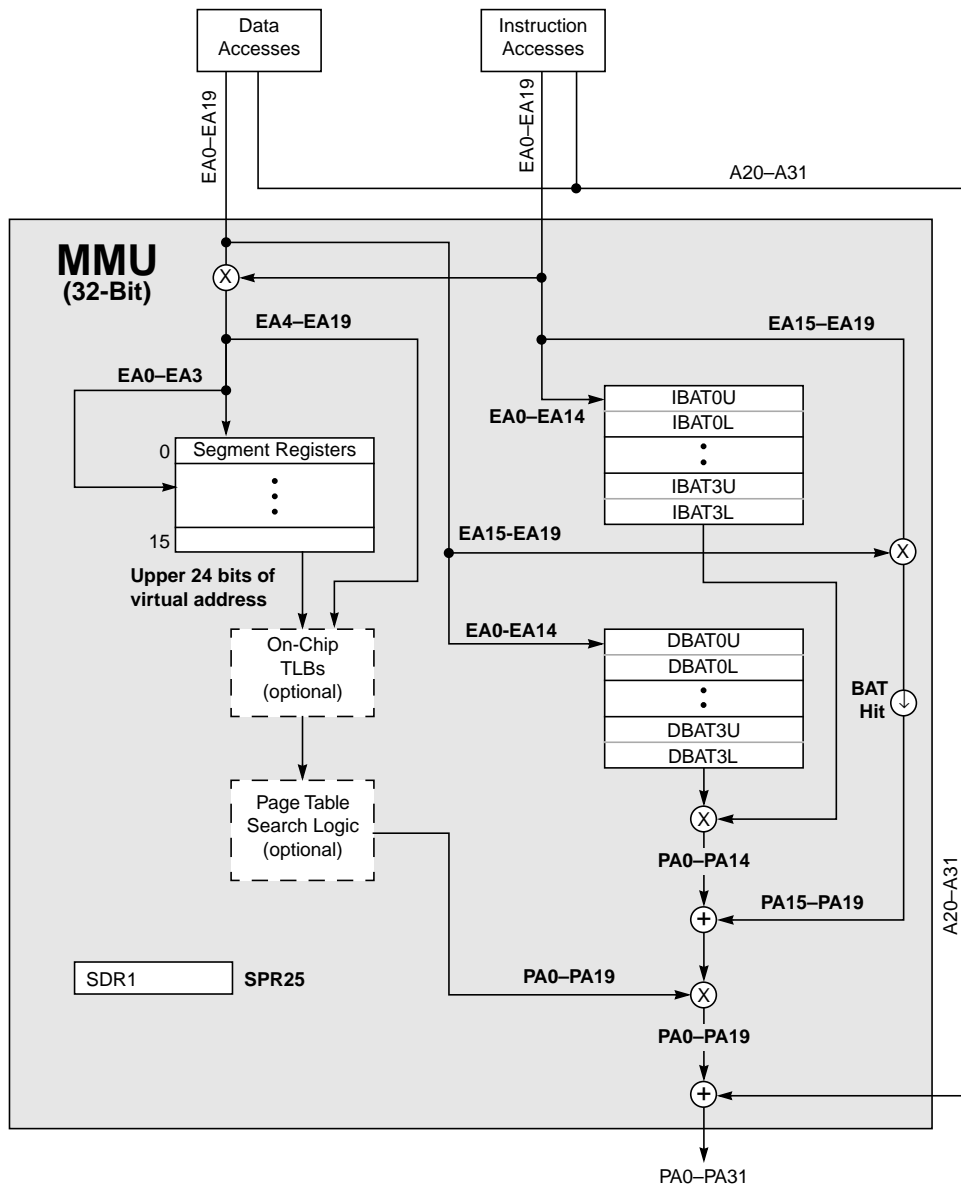 Data
Accesses
Instruction
Accesses
EA0–EA19
EA0–EA19
A20–A31
MMU
(32-Bit)
X
EA4–EA19
EA15–EA19
EA0–EA3
EA0–EA14
IBAT0U
IBAT0L
IBAT3U
IBAT3L
0
Segment Registers
15
EA15-EA19
X
Upper 24 bits of
virtual address
On-Chip
TLBs
(optional)
EA0-EA14
DBAT0U
DBAT0L
DBAT3U
DBAT3L
BAT
Hit
↓
Page Table
Search Logic
(optional)
X
PA0–PA14
PA15–PA19
A20–A31
+
SDR1
SPR25
PA0–PA19
X
PA0–PA19
+
PA0–PA31